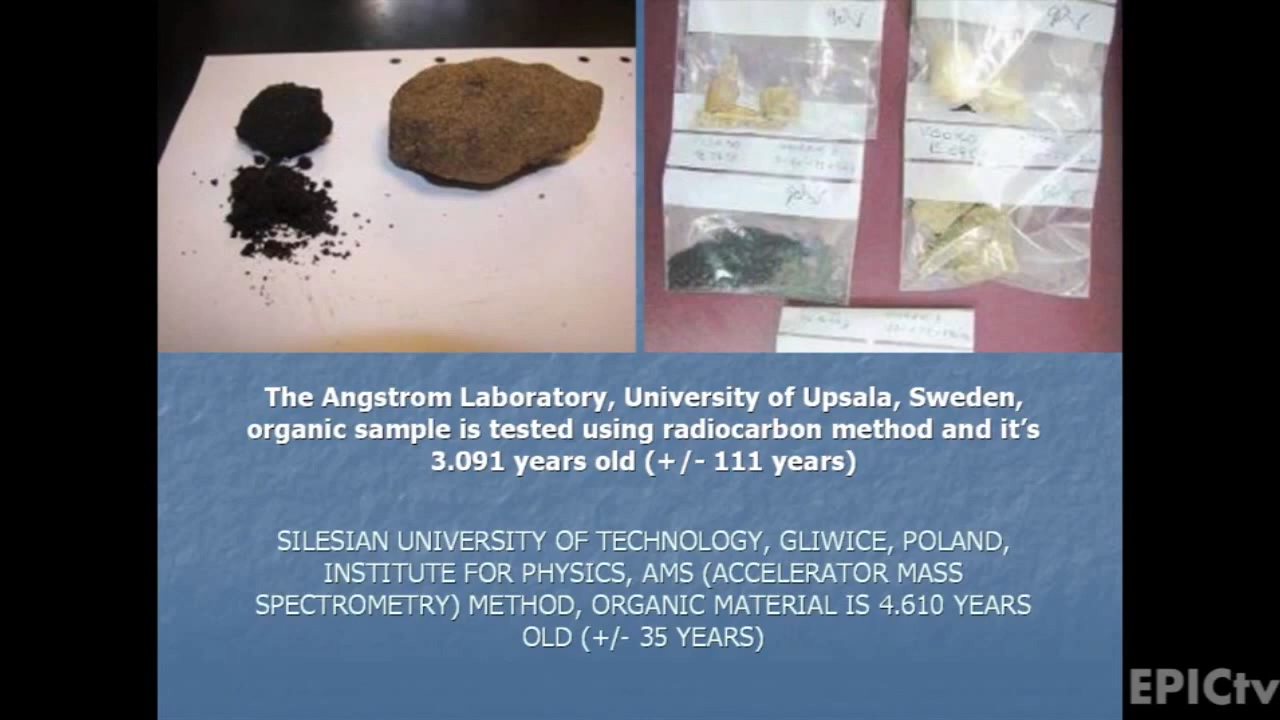 The Angstrom Laboratory, University of Upsala, Sweden,
organic sample is tested using radiocarbon method and it’s
3.091 years old (+/- 111 years)
SILESIAN UNIVERSITY OF TECHNOLOGY, GLIWICE, POLAND,
INSTITUTE FOR PHYSICS, AMS (ACCELERATOR MASS
SPECTROMETRY) METHOD, ORGANIC MATERIAL IS 4.610 YEARS
OLD (+/- 35 YEARS)
EPICtv